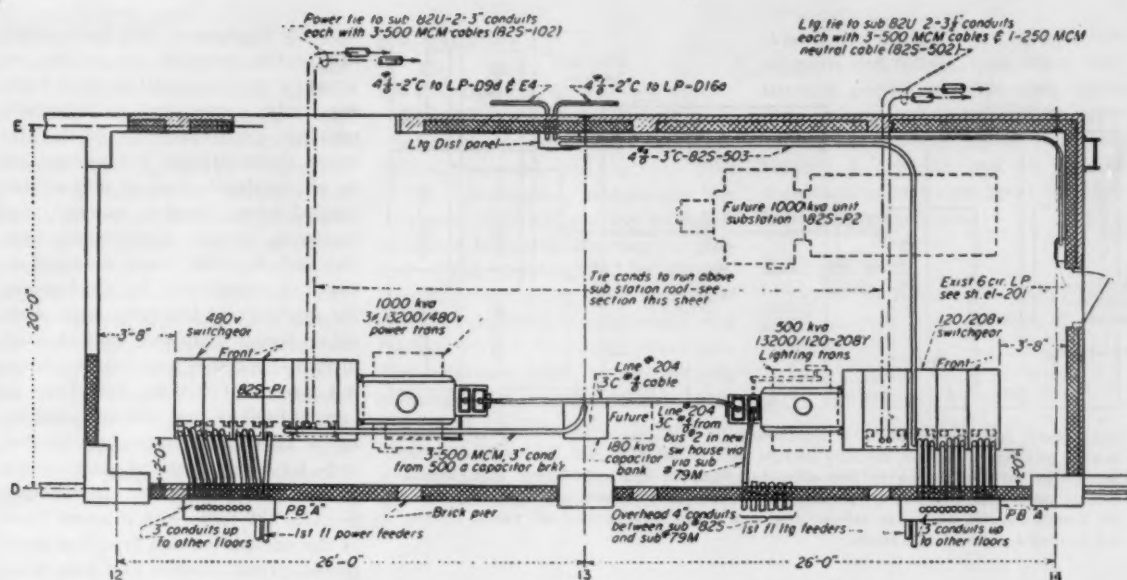 Power tie to sub 82U-2-3" conduits
each with 3-500 MCM cables (82S-102)
Ltg tie to sub 82U 2-3½" conduits
each with 3-500 MCM cables & 1-250 MCM
neutral cable (82S-502)
4#8-2"C to LP-D9d & E4
4#8-2"C to LP-D16a
E
Ltg Dist panel
4#8-3"C-82S-503
Future 1000 kva unit
substation 82S-P2
Tie conds to run above
sub station roof-see
section this sheet
Exist 6 cir. LP
see sh. el-201
20'-0"
3'-8"
480v
switchgear
Front
82S-P1
1000 kva
13200/480v
power trans
500 kva
13200/120-208Y
Lighting trans.
120/208v
switchgear
Front
3'-8"
Line #204
3C cable
Future
180 kva
capacitor
bank
Line #204
3C from
bus #2 in new
sw house via
via sub
#79M
3-500 MCM, 3" cond
from 500 a capacitor brk'r
2'-0"
2'-0"
D
P.B."A"
3" conduits up
to other floors
1st fl power feeders
Brick pier
Overhead 4" conduits
between sub #82S
and sub #79M
1st fl ltg feeders
P.B."A"
3" conduits up
to other floors
12
26'-0"
13
26'-0"
14